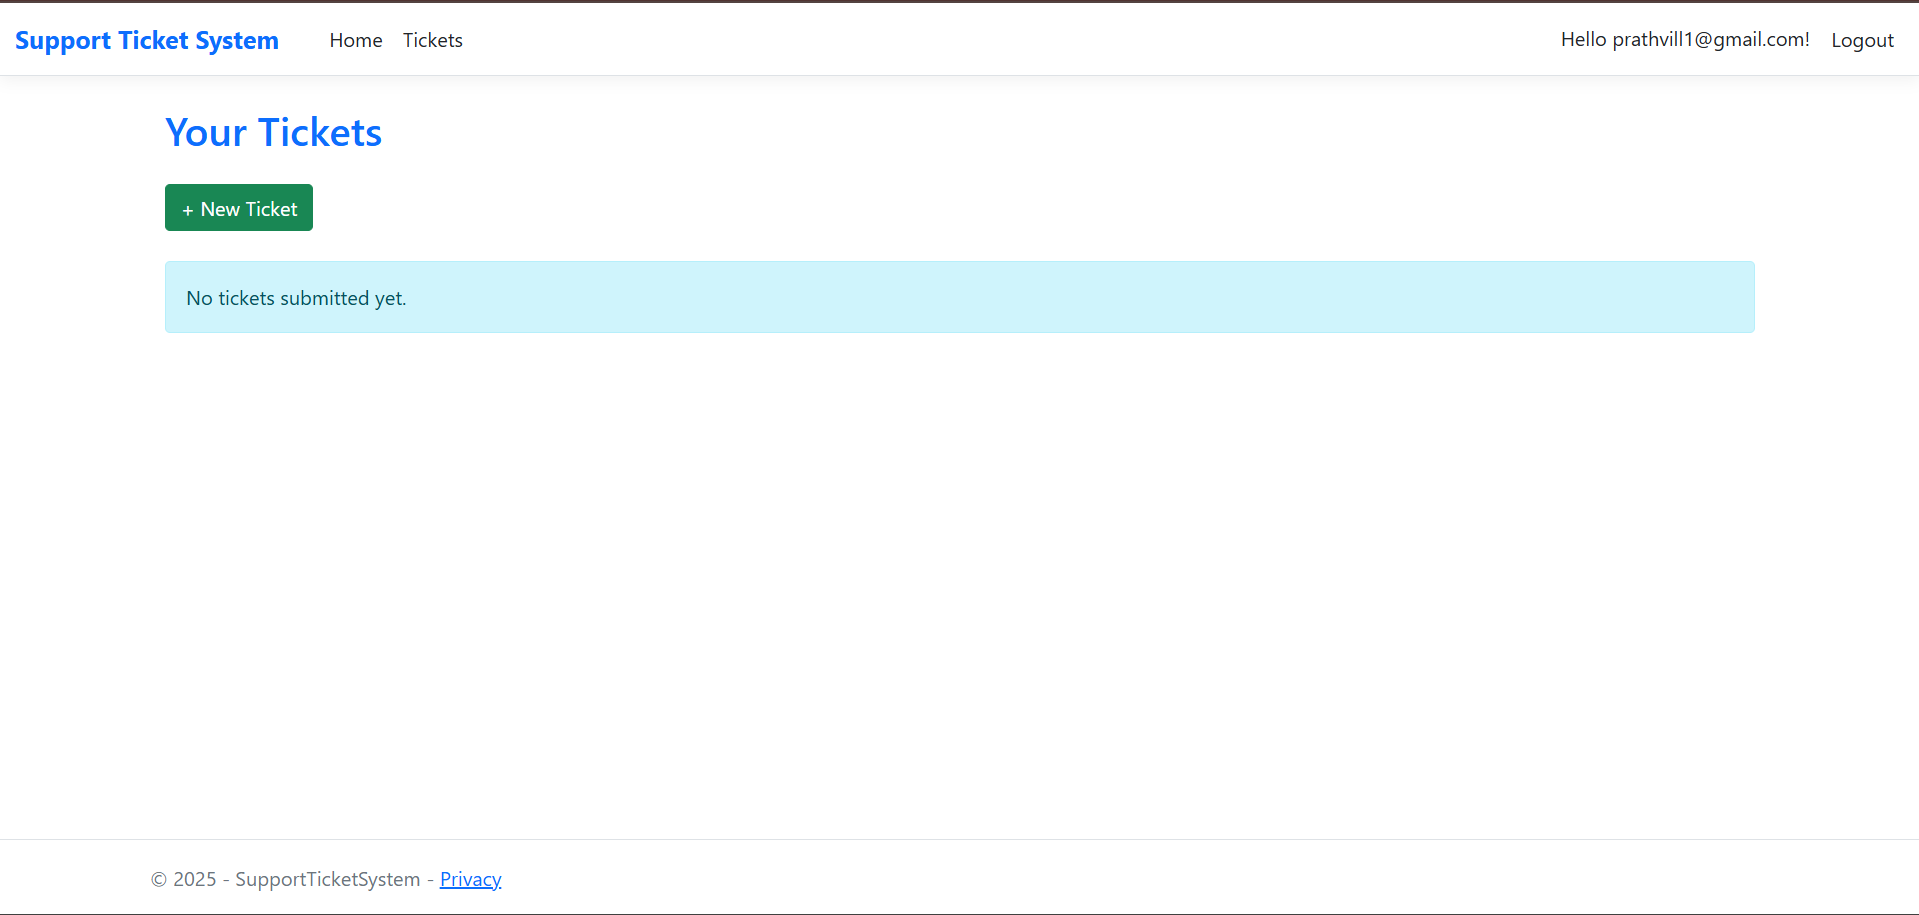 Support Ticket System Home Tickets Hello prathvill1@gmail.com! Logout
Your Tickets
+ New Ticket
No tickets submitted yet.
© 2025 - SupportTicketSystem - Privacy